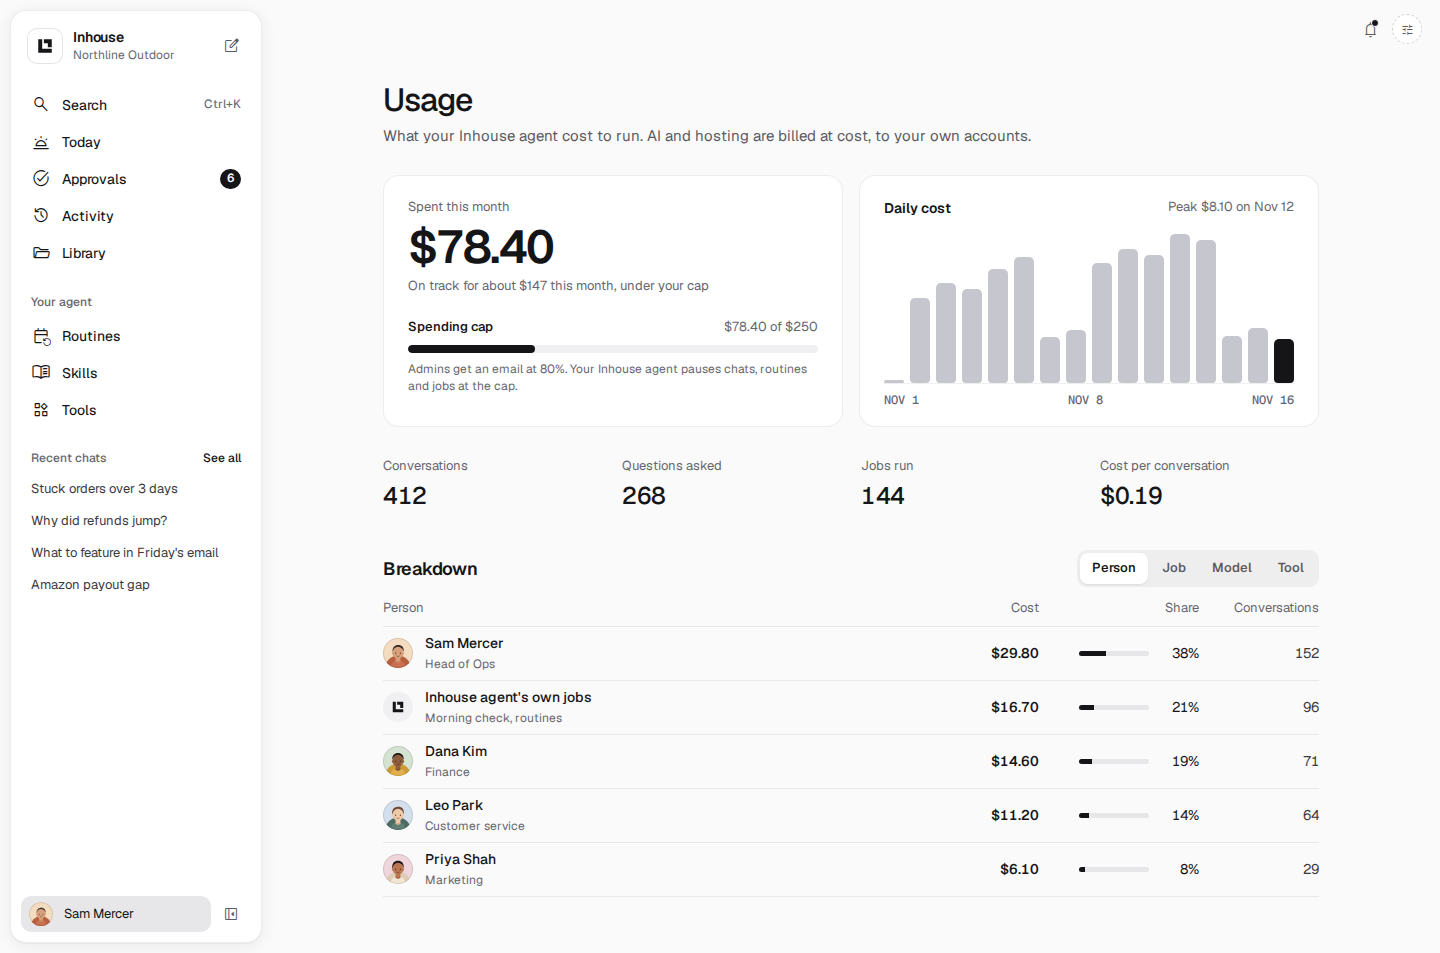 Inhouse
Northline Outdoor
Search Ctrl+K
Today
Approvals 6
Activity
Library
Your agent
Routines
Skills
Tools
Recent chats See all
Stuck orders over 3 days
Why did refunds jump?
What to feature in Friday's email
Amazon payout gap
Sam Mercer
Usage
What your Inhouse agent cost to run. AI and hosting are billed at cost, to your own accounts.
Spent this month
$78.40
On track for about $147 this month, under your cap
Spending cap $78.40 of $250
Admins get an email at 80%. Your Inhouse agent pauses chats, routines
and jobs at the cap.
Daily cost Peak $8.10 on Nov 12
NOV 1 NOV 8 NOV 16
Conversations Questions asked Jobs run Cost per conversation
412 268 144 $0.19
Breakdown Person Job Model Tool
Person Cost Share Conversations
Sam Mercer
Head of Ops
$29.80 38% 152
Inhouse agent's own jobs
Morning check, routines
$16.70 21% 96
Dana Kim
Finance
$14.60 19% 71
Leo Park
Customer service
$11.20 14% 64
Priya Shah
Marketing
$6.10 8% 29